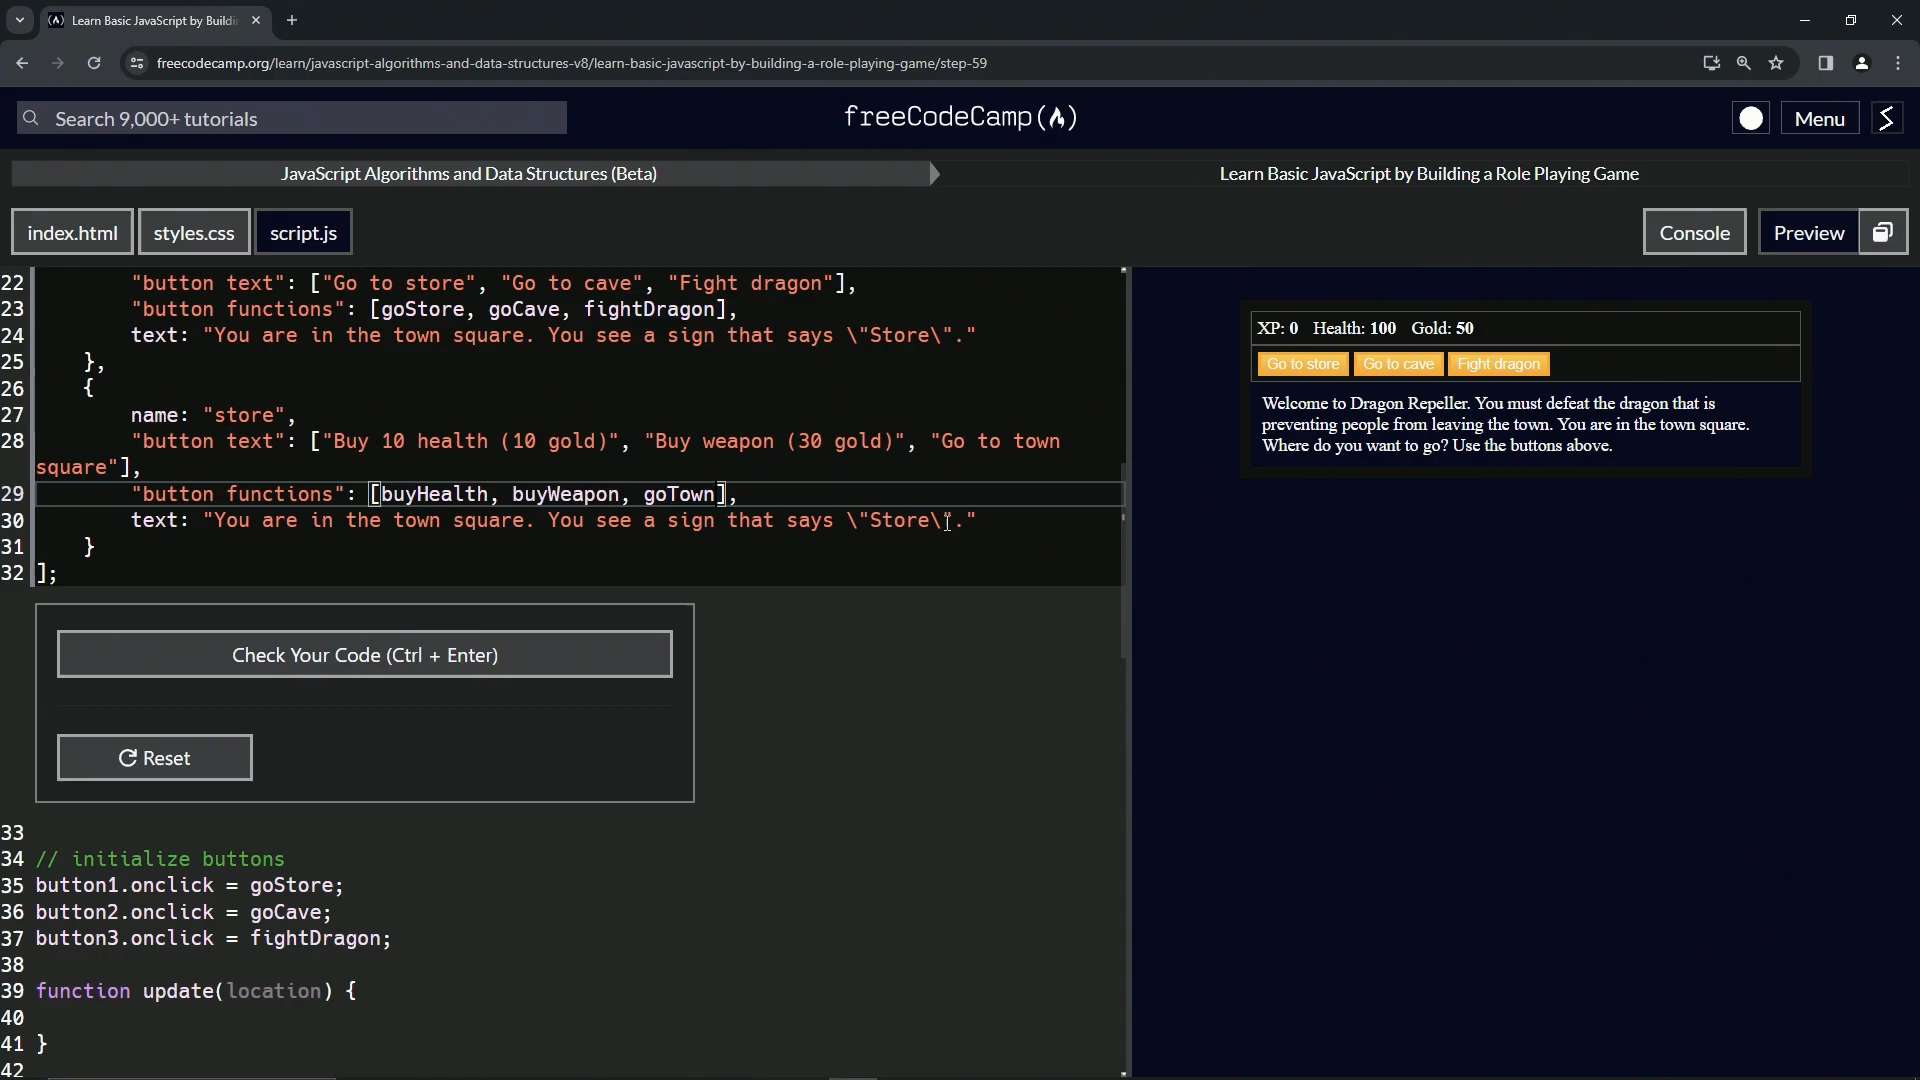 Learn Basic JavaScript by Buildi
freecodecamp.org/learn/javascript-algorithms-and-data-structures-v8/learn-basic-javascript-by-building-a-role-playing-game/step-59
Search 9,000+ tutorials
freeCodeCamp
Menu
JavaScript Algorithms and Data Structures (Beta)
Learn Basic JavaScript by Building a Role Playing Game
index.html
styles.css
script.js
Console
Preview
22 "button text": ["Go to store", "Go to cave", "Fight dragon"],
23 "button functions": [goStore, goCave, fightDragon],
24 text: "You are in the town square. You see a sign that says \"Store\"."
25 },
26 {
27 name: "store",
28 "button text": ["Buy 10 health (10 gold)", "Buy weapon (30 gold)", "Go to town
square"],
29 "button functions": [buyHealth, buyWeapon, goTown],
30 text: "You are in the town square. You see a sign that says \"Store\"."
31 }
32 ];
Check Your Code (Ctrl + Enter)
Reset
33
34 // initialize buttons
35 button1.onclick = goStore;
36 button2.onclick = goCave;
37 button3.onclick = fightDragon;
38
39 function update(location) {
40
41 }
42
XP: 0 Health: 100 Gold: 50
Go to store
Go to cave
Fight dragon
Welcome to Dragon Repeller. You must defeat the dragon that is
preventing people from leaving the town. You are in the town square.
Where do you want to go? Use the buttons above.